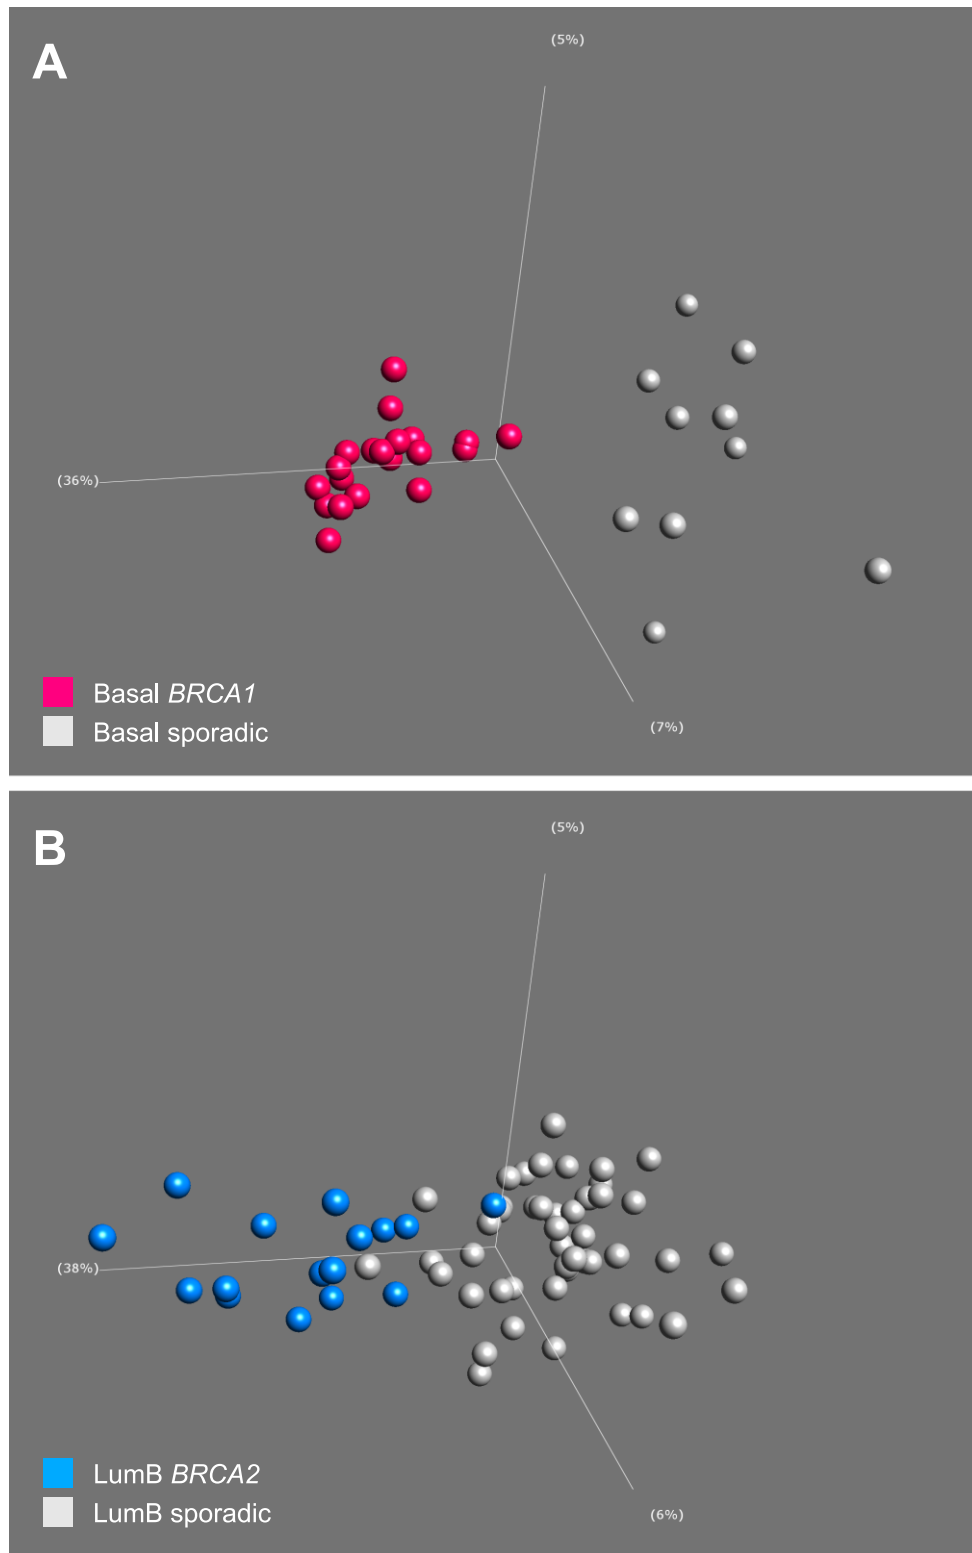 A
(5%)
(36%)
Basal BRCA1
Basal sporadic
(7%)
B
(5%)
(38%)
LumB BRCA2
LumB sporadic
(6%)